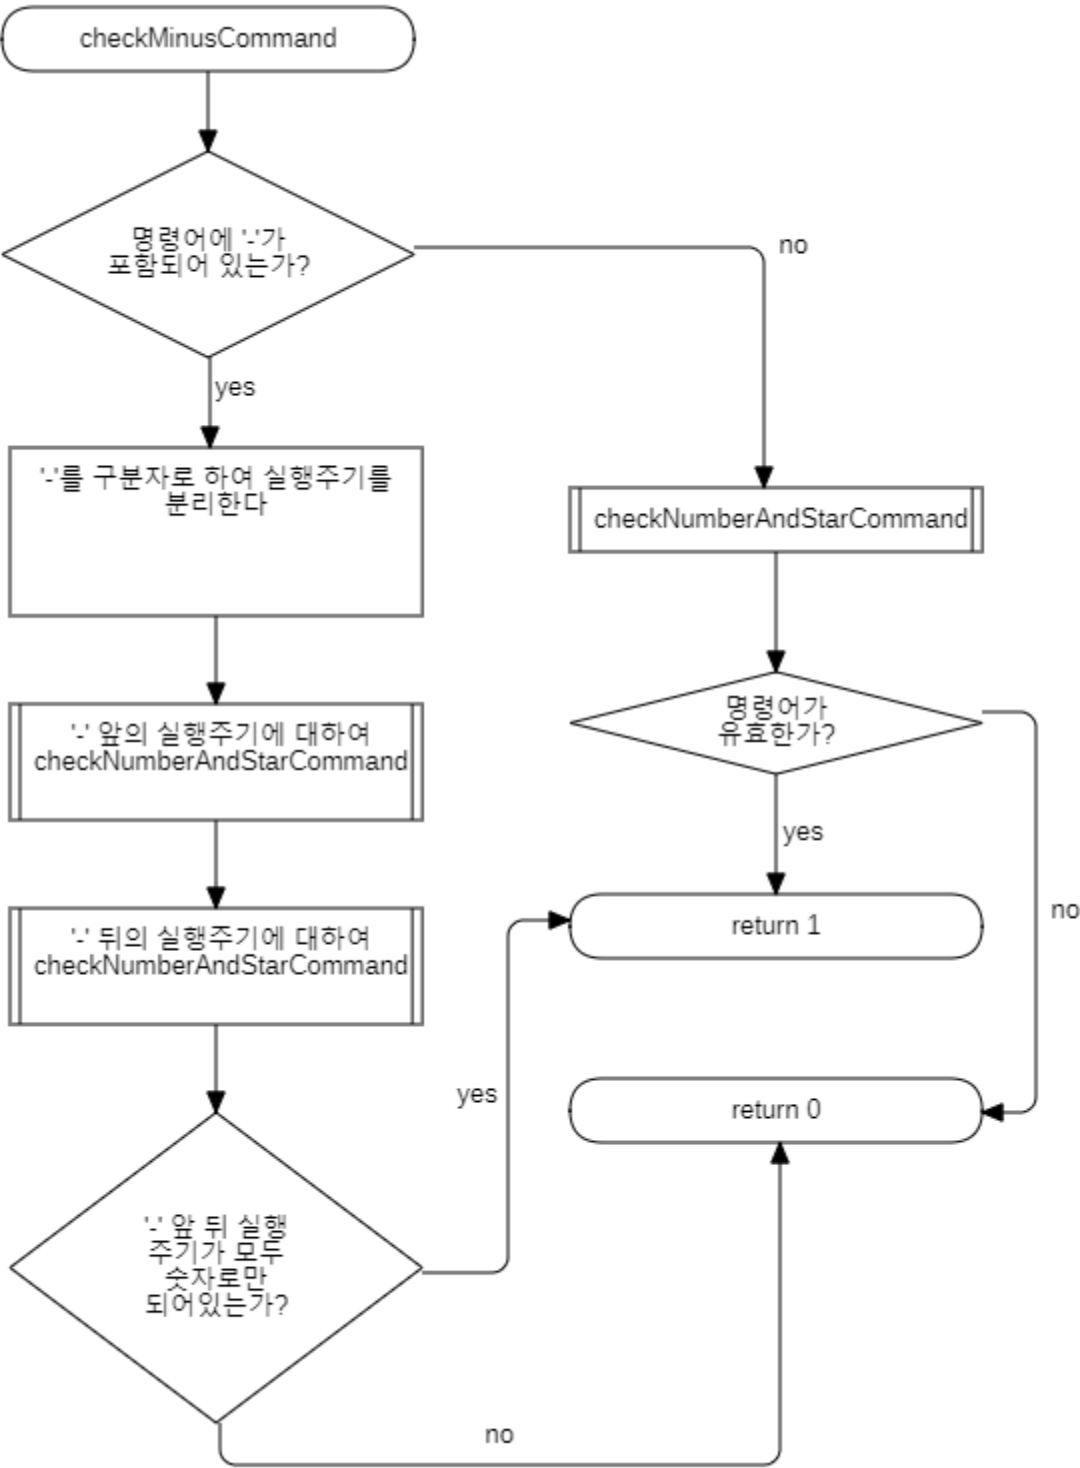 checkMinusCommand
명령어에 '-'가
포함되어 있는가?
no
yes
'-'를 구분자로 하여 실행주기를
분리한다
checkNumberAndStarCommand
'-' 앞의 실행주기에 대하여
checkNumberAndStarCommand
명령어가
유효한가?
yes
no
'-' 뒤의 실행주기에 대하여
checkNumberAndStarCommand
return 1
yes
return 0
'-' 앞 뒤 실행
주기가 모두
숫자로만
되어있는가?
no